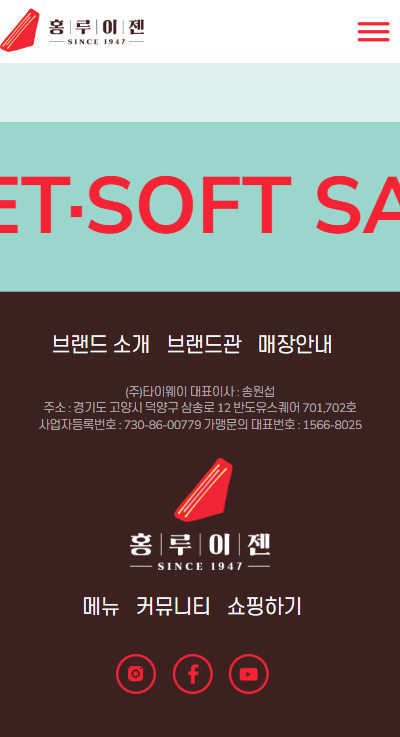 홍루이젠
SINCE 1947
ET·SOFT SA
브랜드 소개 브랜드관 매장안내
(주)타이웨이 대표이사 : 송원섭
주소 : 경기도 고양시 덕양구 삼송로 12 반도유스퀘어 701,702호
사업자등록번호 : 730-86-00779 가맹문의 대표번호 : 1566-8025
홍루이젠
SINCE 1947
메뉴 커뮤니티 쇼핑하기